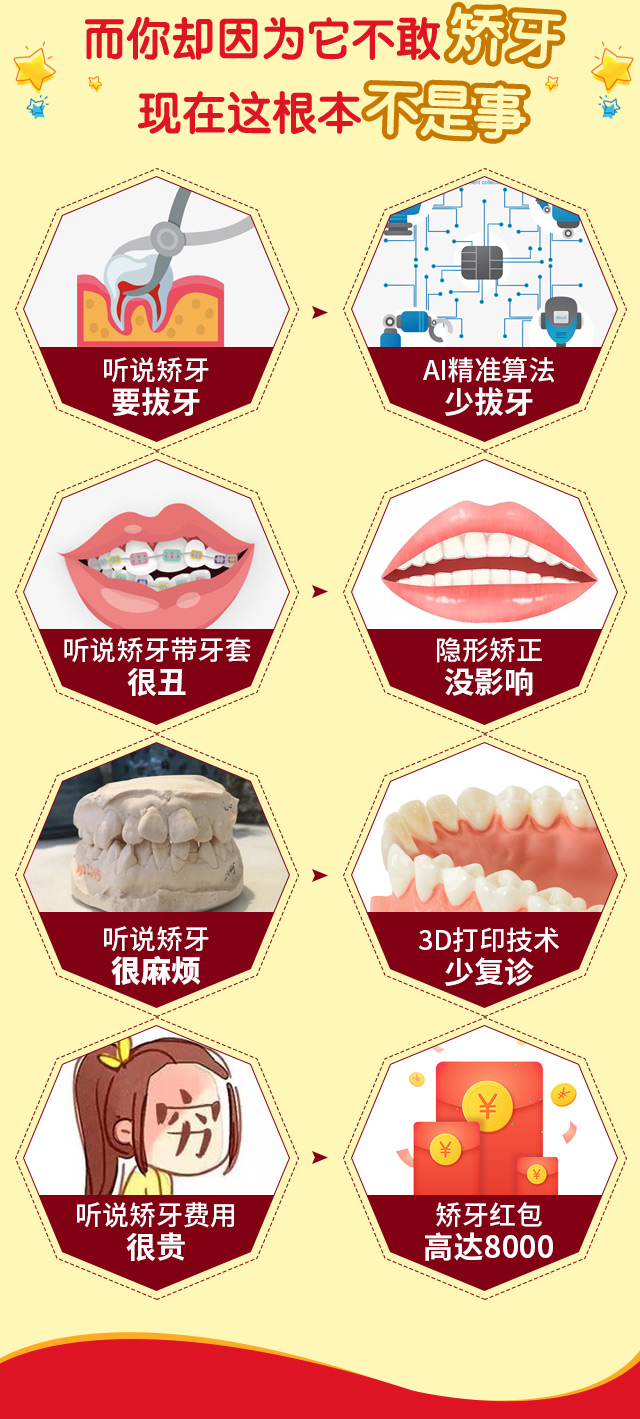 而你却因为它不敢矫牙
现在这根本不是事
听说矫牙
要拔牙
AI精准算法
少拔牙
听说矫牙带牙套
很丑
隐形矫正
没影响
听说矫牙
很麻烦
3D打印技术
少复诊
穷
听说矫牙费用
很贵
¥
¥
¥
矫牙红包
高达8000